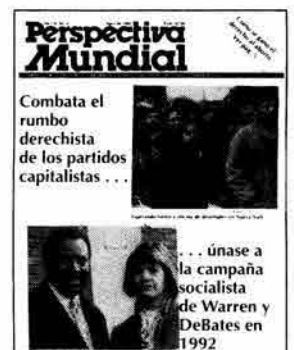 Perspectiva
Mundial
Combata el
rumbo
derechista
de los partidos
capitalistas . . .
. . . únase a
la campaña
socialista
de Warren y
DeBates en
1992